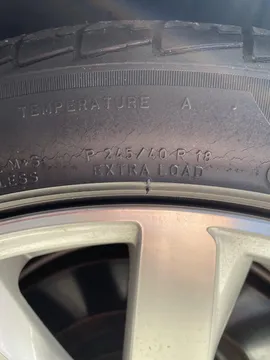 TEMPERATURE A
P 245/40 R 18
EXTRA LOAD